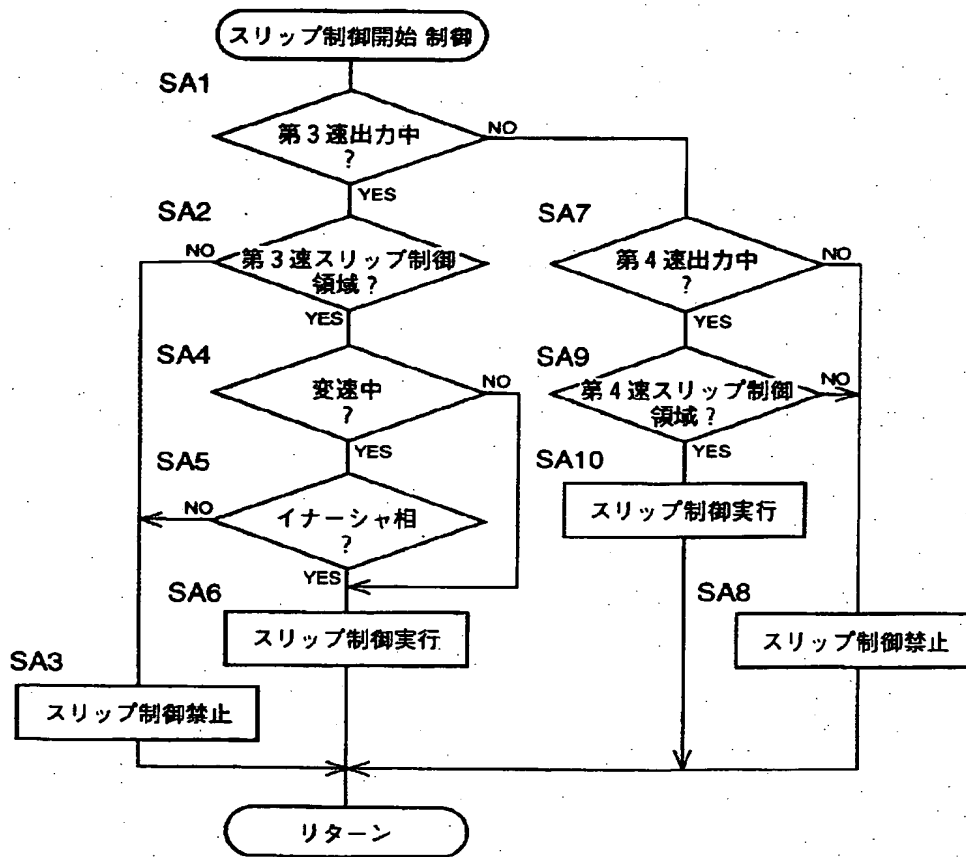 スリップ制御開始 制御
SA1
第3速出力中
?
NO
YES
SA2
NO
第3速スリップ制御
領域?
YES
SA4
変速中
?
NO
YES
SA5
NO
イナーシャ相
?
YES
SA6
スリップ制御実行
SA3
スリップ制御禁止
SA7
第4速出力中
?
NO
YES
SA9
第4速スリップ制御
領域?
NO
YES
SA10
スリップ制御実行
SA8
スリップ制御禁止
リターン